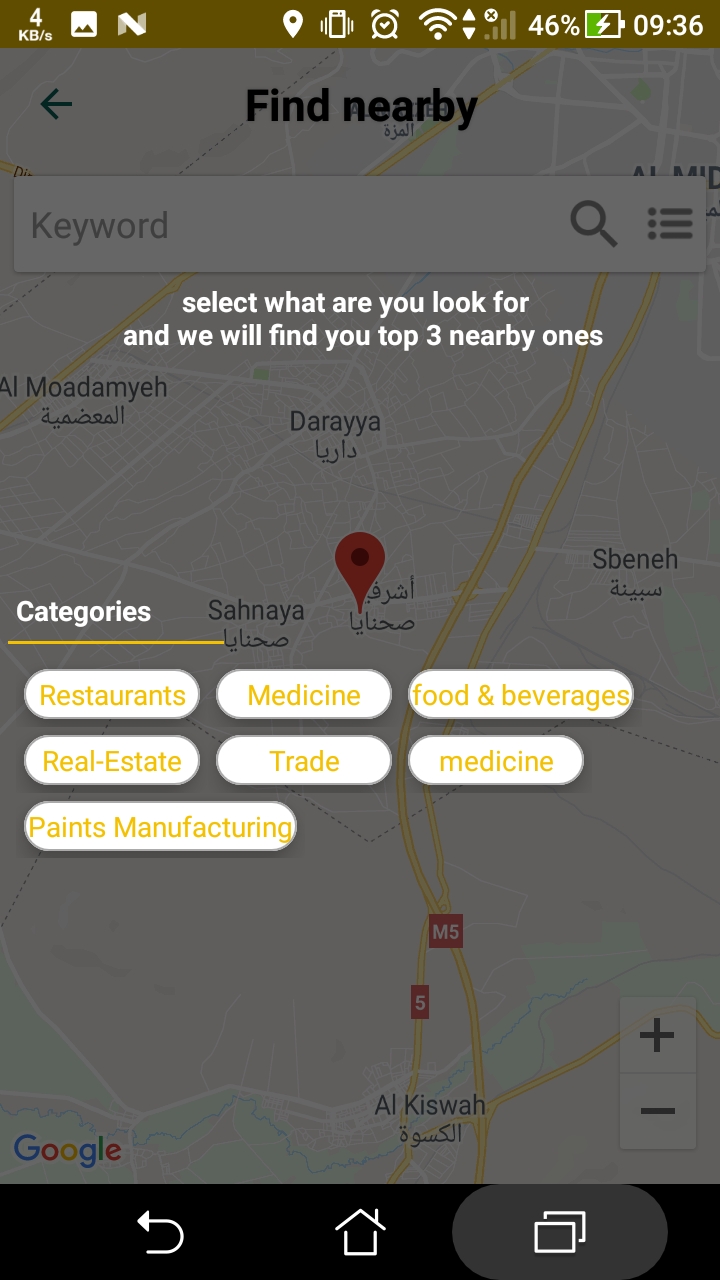 4
KB/s
46%
09:36
Find nearby
المزة
Keyword
select what are you look for
and we will find you top 3 nearby ones
Al Moadamyeh
المعضمية
Darayya
داريا
Sbeneh
سبينة
Categories
Sahnaya
صحنايا
صحنايا
Restaurants
Medicine
food & beverages
Real-Estate
Trade
medicine
Paints Manufacturing
M5
5
Al Kiswah
الكسوة
Google